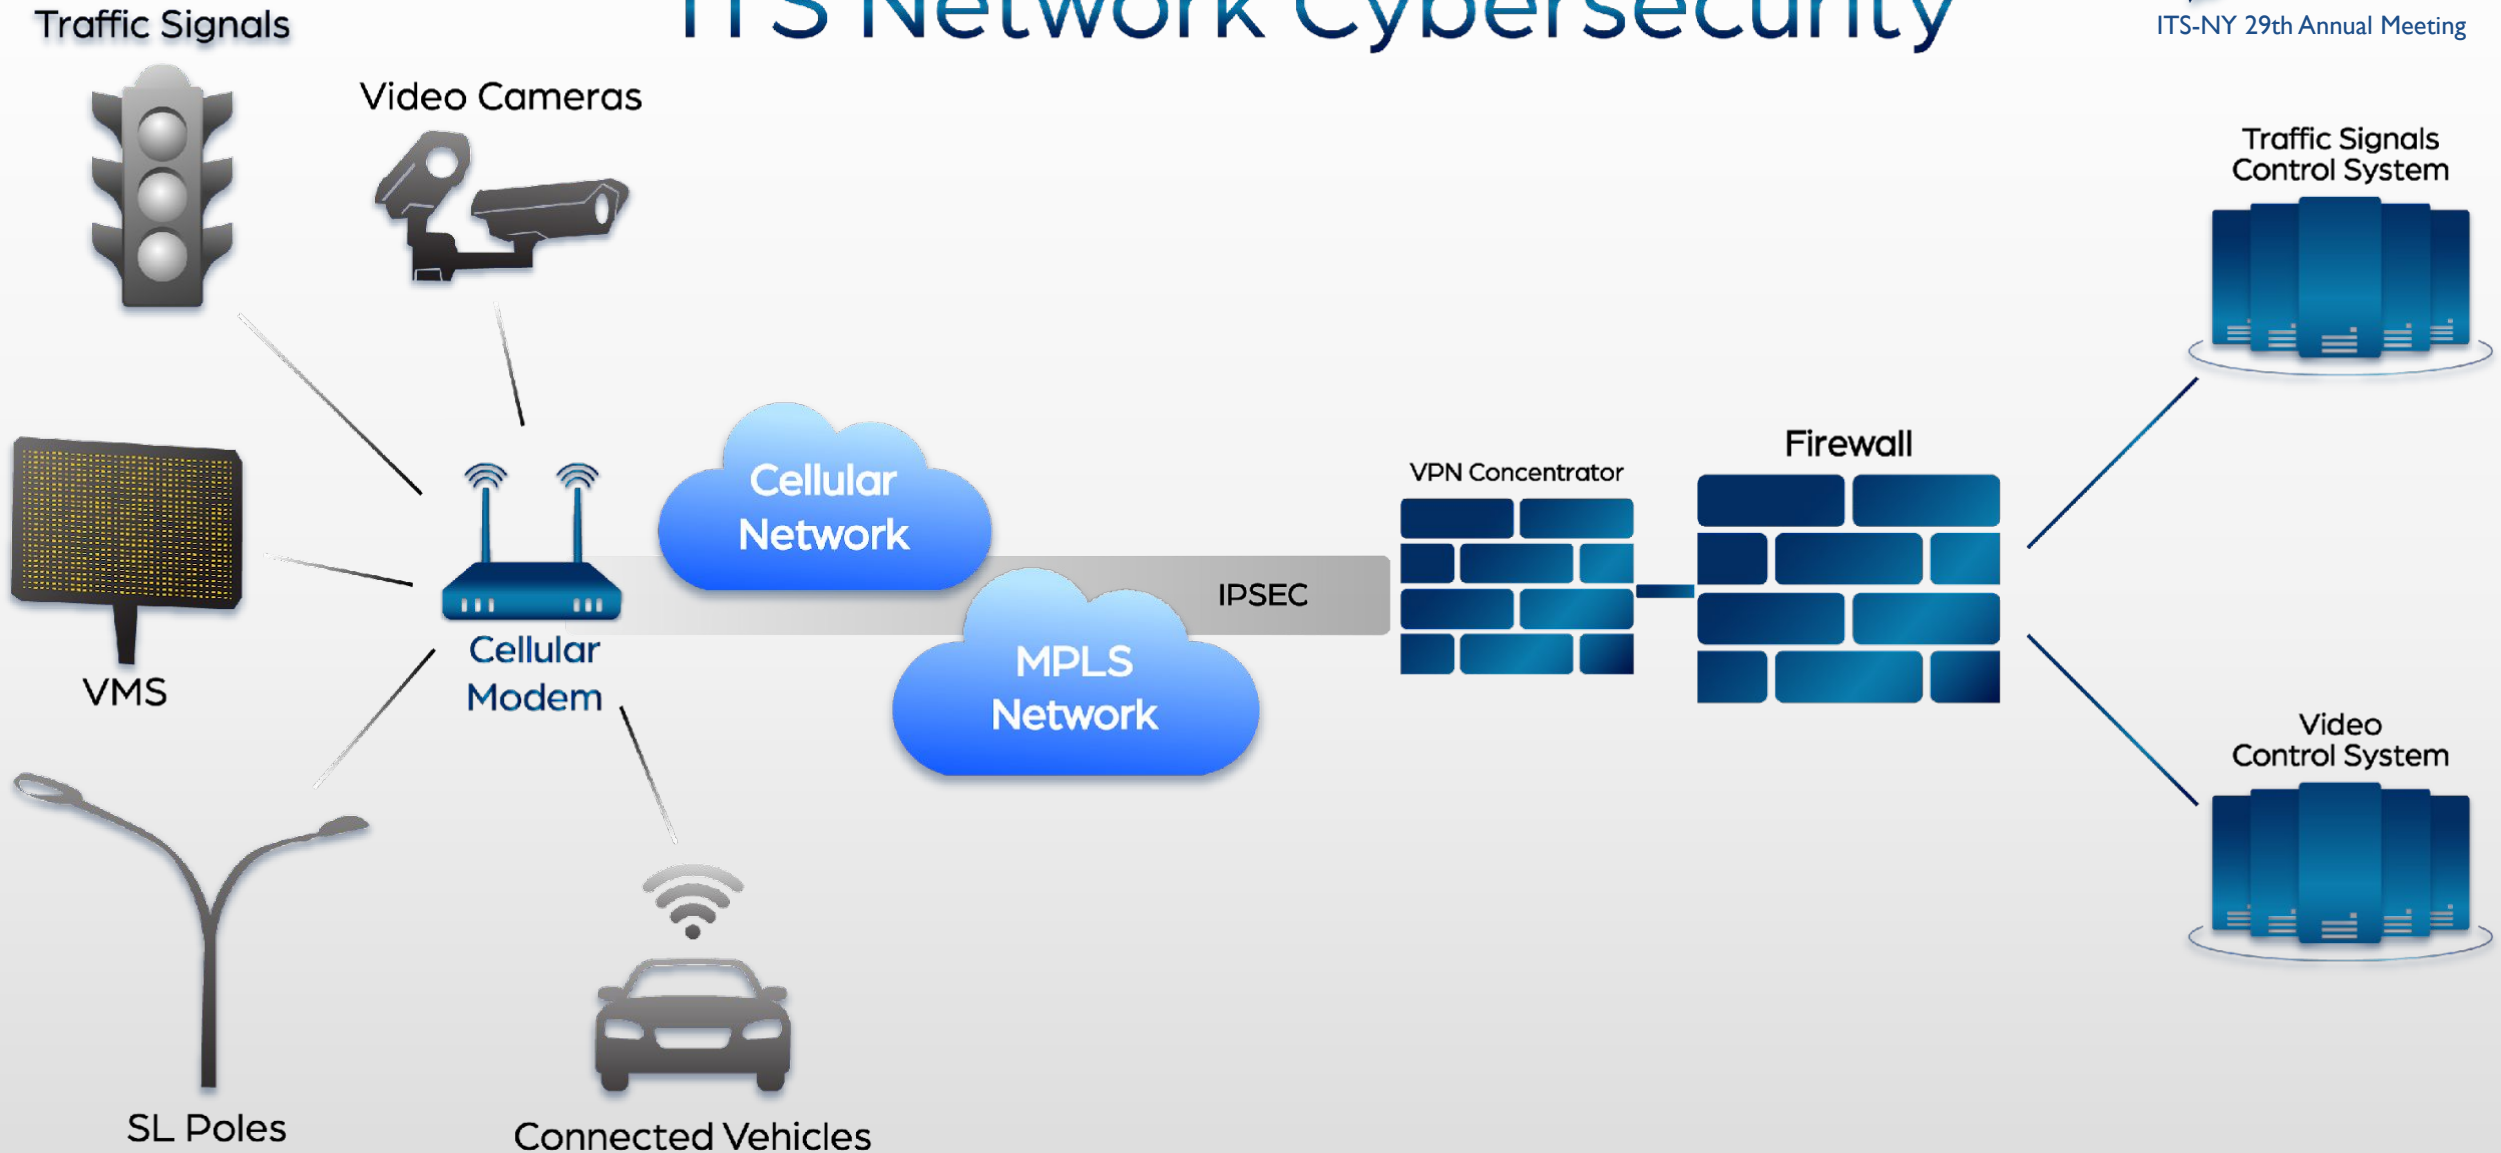 ITS Network Cybersecurity
ITS-NY 29th Annual Meeting
Traffic Signals
Video Cameras
VMS
SL Poles
Connected Vehicles
Cellular
Modem
Cellular
Network
MPLS
Network
IPSEC
VPN Concentrator
Firewall
Traffic Signals
Control System
Video
Control System